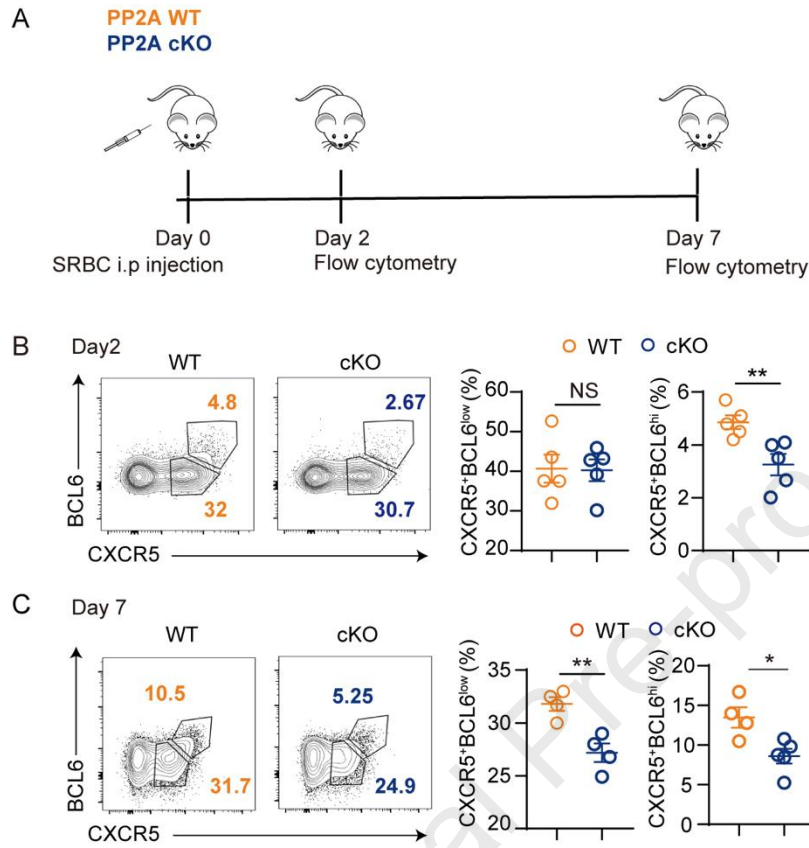 A
PP2A WT
PP2A cKO
Day 0
SRBC i.p injection
Day 2
Flow cytometry
Day 7
Flow cytometry
B
Day2
WT
cKO
4.8
32
2.67
30.7
BCL6
CXCR5
WT
cKO
CXCR5+BCL6low (%)
60
50
40
30
20
NS
CXCR5+BCL6hi (%)
6
4
2
0
**
C
Day 7
WT
cKO
10.5
31.7
5.25
24.9
BCL6
CXCR5
WT
cKO
CXCR5+BCL6low (%)
35
30
25
20
**
CXCR5+BCL6hi (%)
20
15
10
5
0
*
al Pre-pro